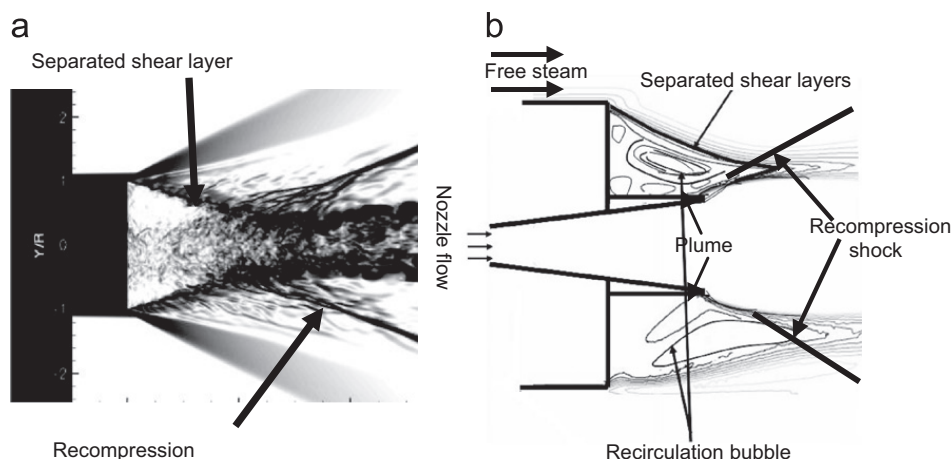 a
Separated shear layer
2
1
0
-1
-2
Y/R
Recompression
b
Free steam
Separated shear layers
Nozzle flow
Plume
Recompression
shock
Recirculation bubble